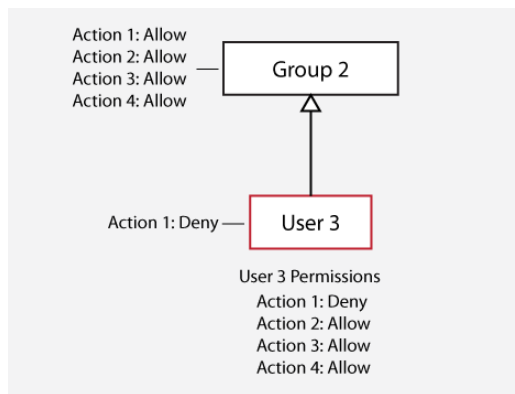 Action 1: Allow
Action 2: Allow
Action 3: Allow
Action 4: Allow
Group 2
Action 1: Deny
User 3
User 3 Permissions
Action 1: Deny
Action 2: Allow
Action 3: Allow
Action 4: Allow